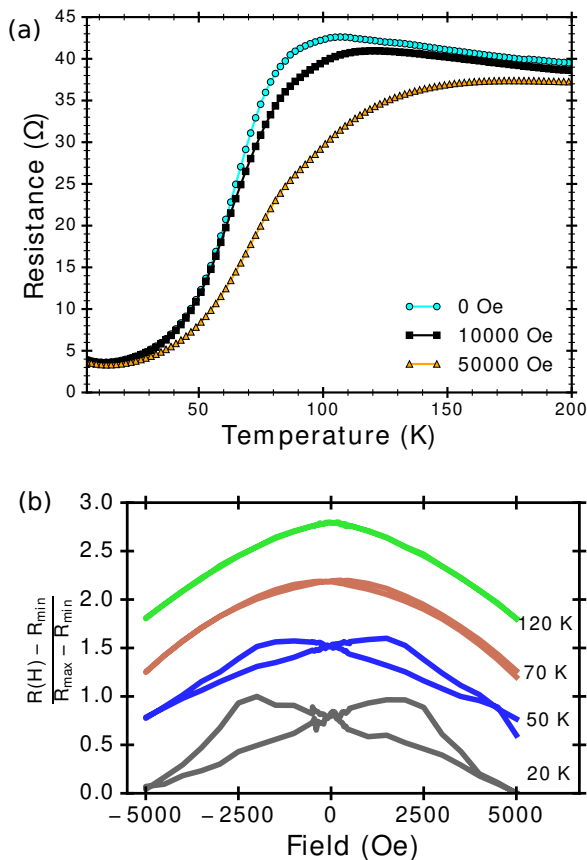 (a)
45
40
35
30
25
20
15
10
5
0
Resistance (Ω)
0 Oe
10000 Oe
50000 Oe
50 100 150 200
Temperature (K)
(b)
3.0
2.5
2.0
1.5
1.0
0.5
0.0
R(H) − Rmin
Rmax − Rmin
120 K
70 K
50 K
20 K
−5000 −2500 0 2500 5000
Field (Oe)